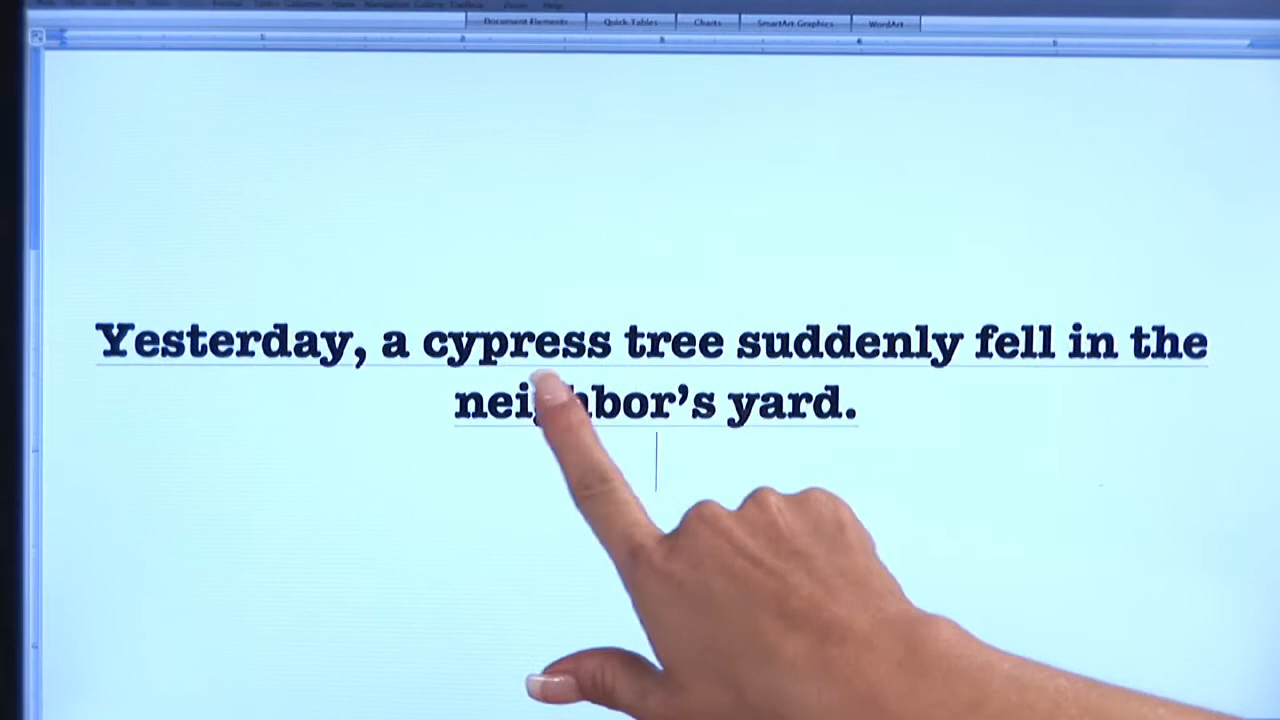 Document Elements Quick Tables Charts SmartArt Graphics WordArt
Yesterday, a cypress tree suddenly fell in the
neighbor's yard.